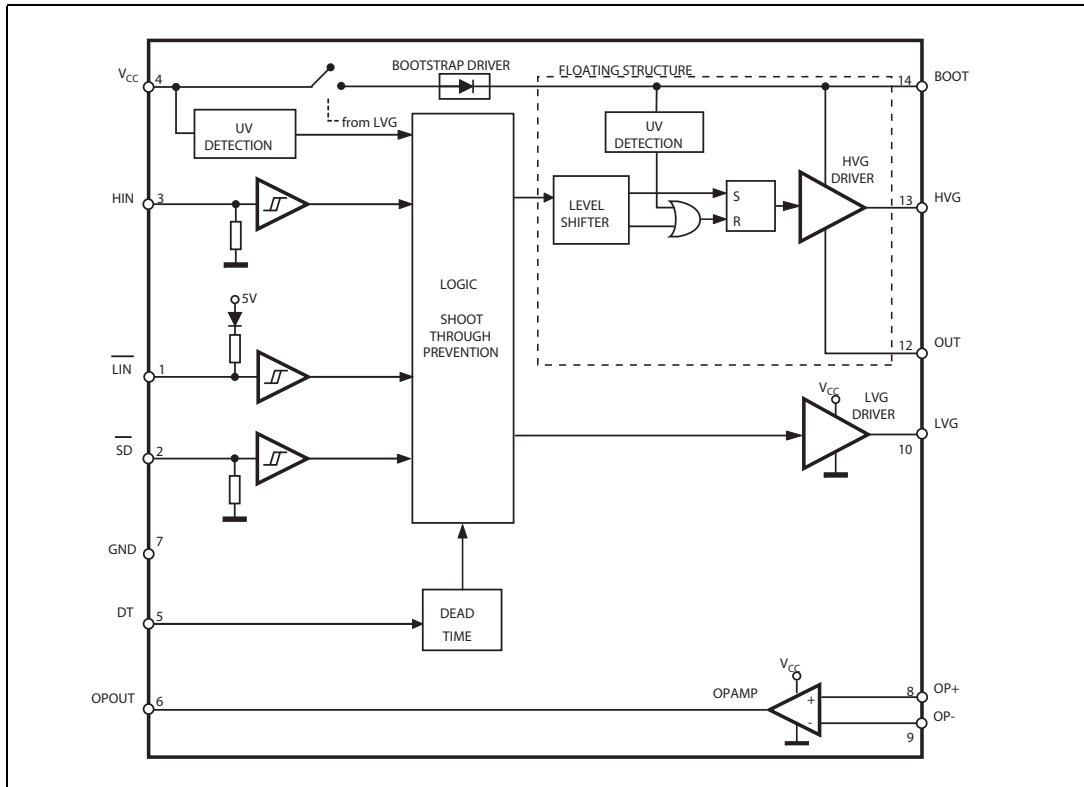 BOOTSTRAP DRIVER
FLOATING STRUCTURE
VCC
4
14
BOOT
from LVG
UV
DETECTION
UV
DETECTION
HVG
DRIVER
HIN
3
LEVEL
SHIFTER
S
R
13
HVG
LOGIC
SHOOT
THROUGH
PREVENTION
5V
LIN
1
12
OUT
VCC
LVG
DRIVER
LVG
10
SD
2
GND
7
DT
5
DEAD
TIME
VCC
OPAMP
OPOUT
6
+
-
8
OP+
OP-
9